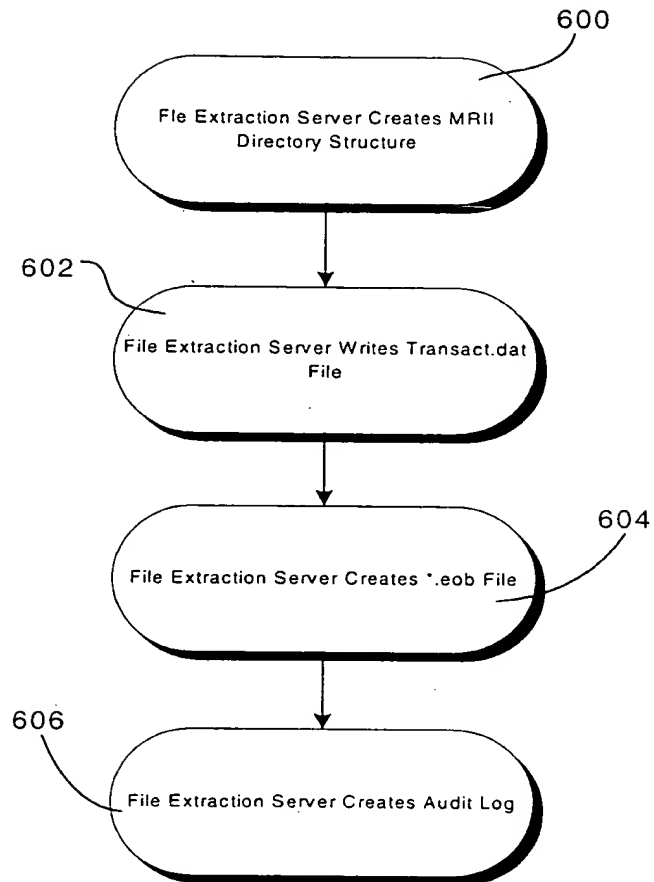 600
Fle Extraction Server Creates MRII
Directory Structure
602
File Extraction Server Writes Transact.dat
File
604
File Extraction Server Creates *.eob File
606
File Extraction Server Creates Audit Log